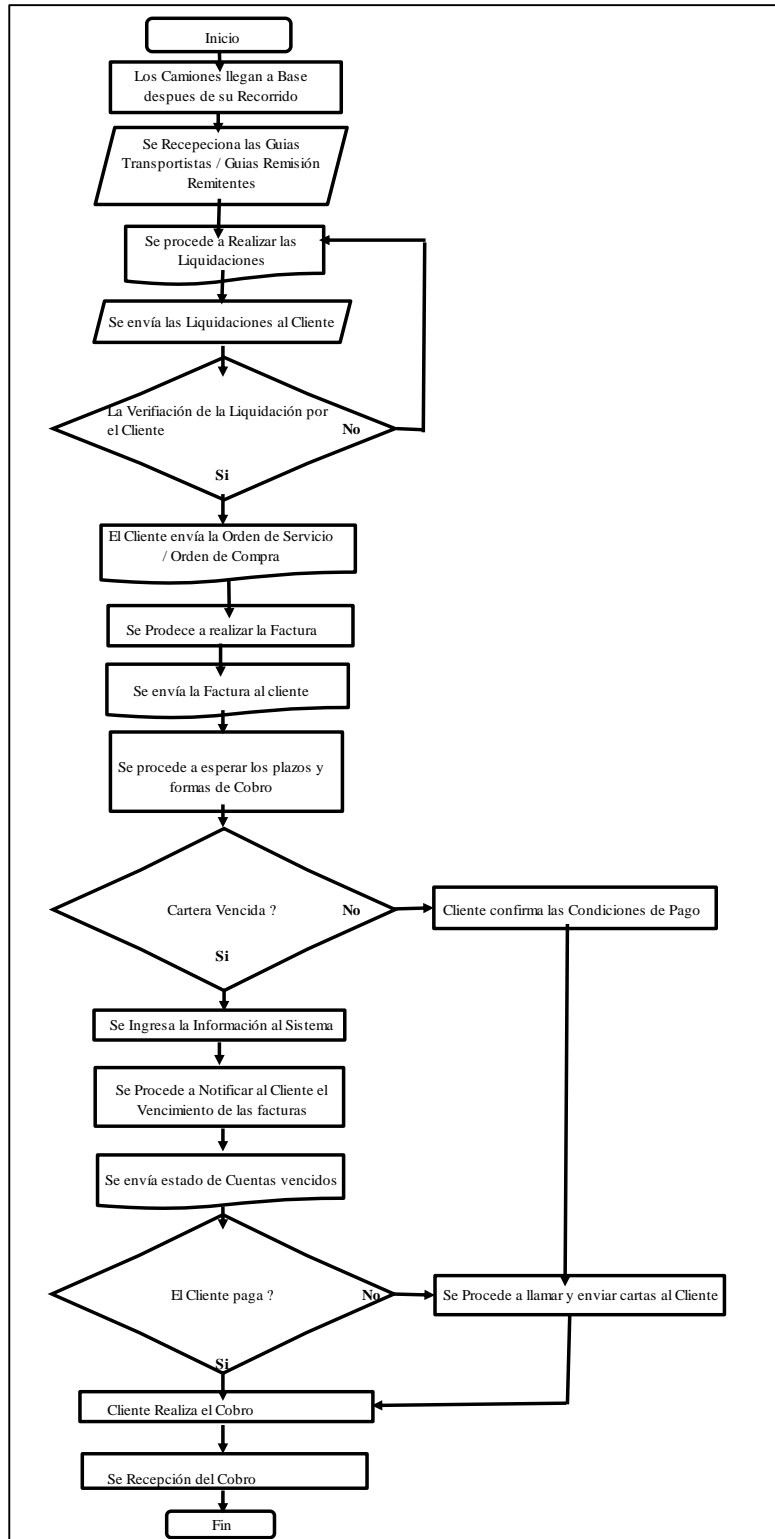 Inicio
Los Camiones llegan a Base
despues de su Recorrido
Se Recepeciona las Guias
Transportistas / Guias Remisión
Remitentes
Se procede a Realizar las
Liquidaciones
Se envía las Liquidaciones al Cliente
La Verifiación de la Liquidación por
el Cliente
No
Si
El Cliente envía la Orden de Servicio
/ Orden de Compra
Se Prodece a realizar la Factura
Se envía la Factura al cliente
Se procede a esperar los plazos y
formas de Cobro
Cartera Vencida ?
No
Cliente confirma las Condiciones de Pago
Si
Se Ingresa la Información al Sistema
Se Procede a Notificar al Cliente el
Vencimiento de las facturas
Se envía estado de Cuentas vencidos
El Cliente paga ?
No
Se Procede a llamar y enviar cartas al Cliente
Si
Cliente Realiza el Cobro
Se Recepción del Cobro
Fin